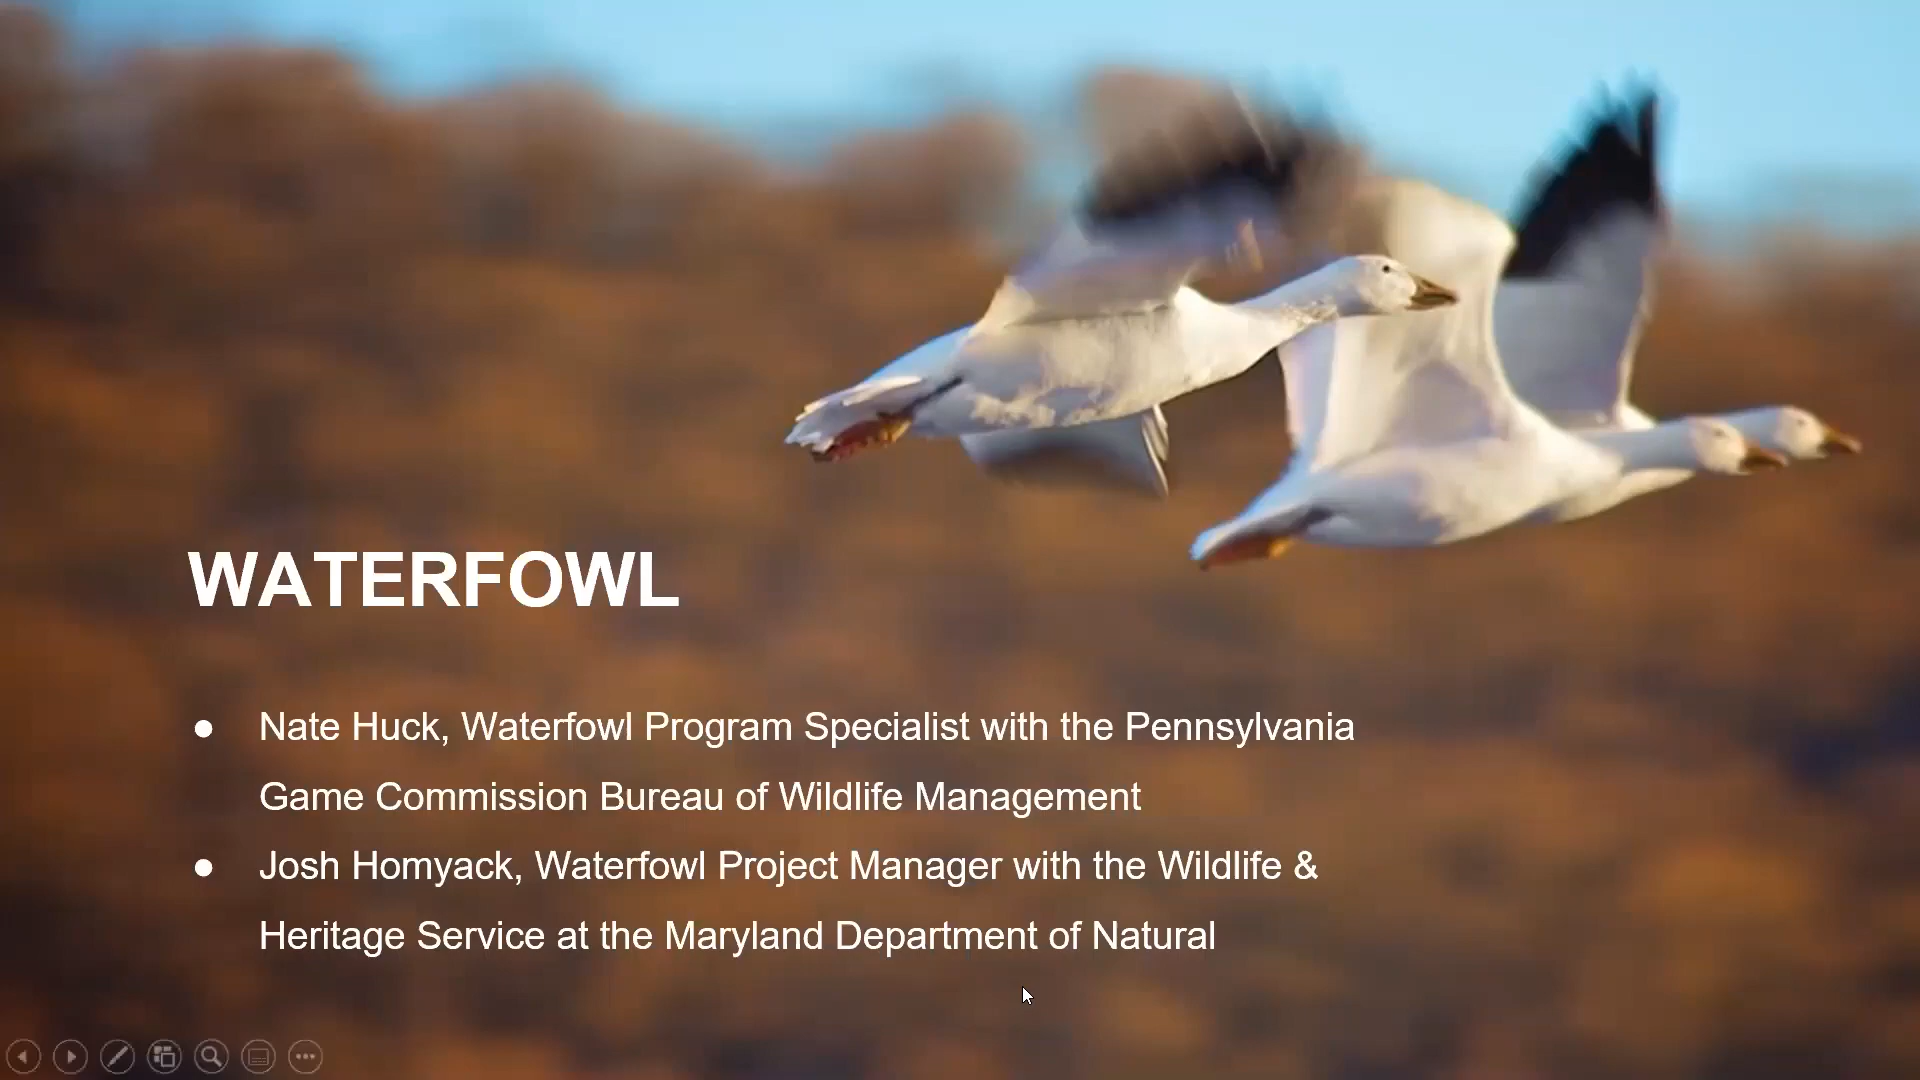 WATERFOWL
● Nate Huck, Waterfowl Program Specialist with the Pennsylvania
Game Commission Bureau of Wildlife Management
● Josh Homyack, Waterfowl Project Manager with the Wildlife &
Heritage Service at the Maryland Department of Natural